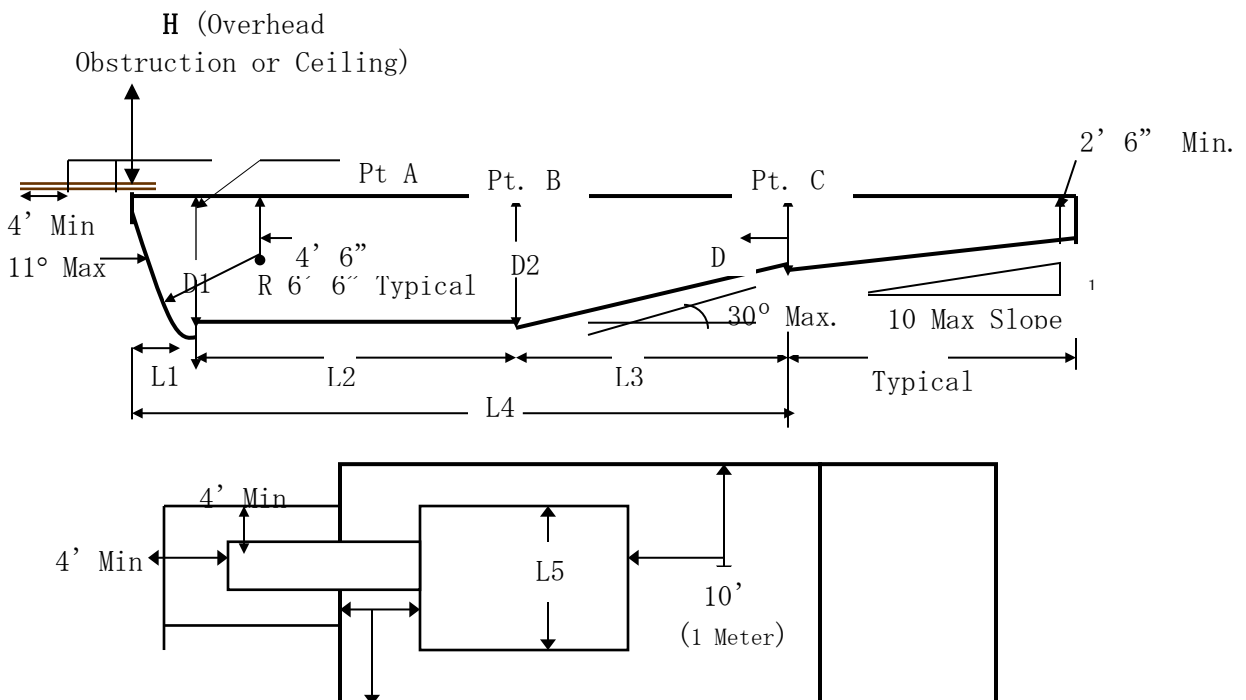 H (Overhead
Obstruction or Ceiling)
2’ 6” Min.
Pt A
Pt. B
Pt. C
4’ Min
11° Max
4’ 6”
D1
R 6′ 6″ Typical
D2
D
1
30° Max.
10 Max Slope
L1
L2
L3
Typical
L4
4’ Min
4’ Min
L5
10’
(1 Meter)